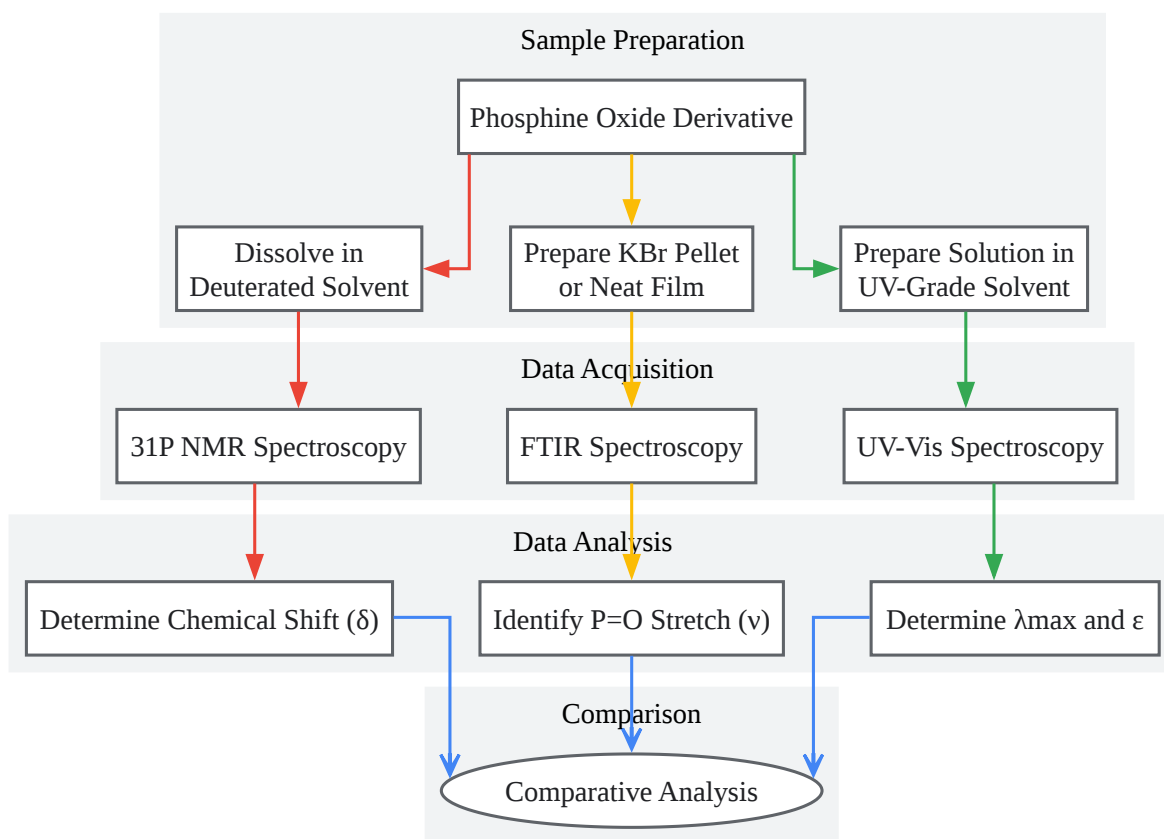 Sample Preparation
Phosphine Oxide Derivative
Dissolve in
Deuterated Solvent
Prepare KBr Pellet
or Neat Film
Prepare Solution in
UV-Grade Solvent
Data Acquisition
31P NMR Spectroscopy
FTIR Spectroscopy
UV-Vis Spectroscopy
Data Analysis
Determine Chemical Shift (δ)
Identify P=O Stretch (ν)
Determine λmax and ε
Comparison
Comparative Analysis